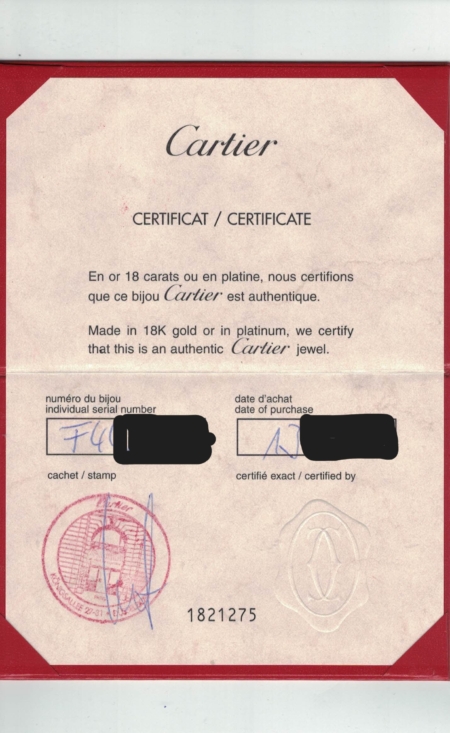 Cartier
CERTIFICAT / CERTIFICATE
En or 18 carats ou en platine, nous certifions
que ce bijou Cartier est authentique.
Made in 18K gold or in platinum, we certify
that this is an authentic Cartier jewel.
numéro du bijou
individual serial number
date d'achat
date of purchase
cachet / stamp
certifié exact / certified by
Cartier
1821275